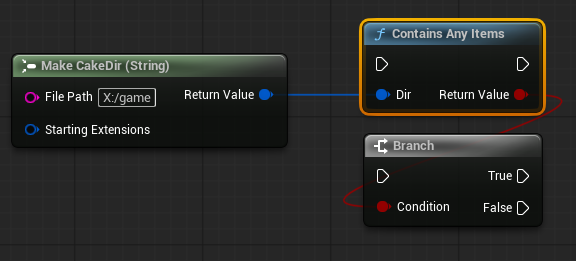 Make CakeDir (String)
File Path X:/game
Return Value
Starting Extensions
Contains Any Items
Dir
Return Value
Branch
True
Condition
False